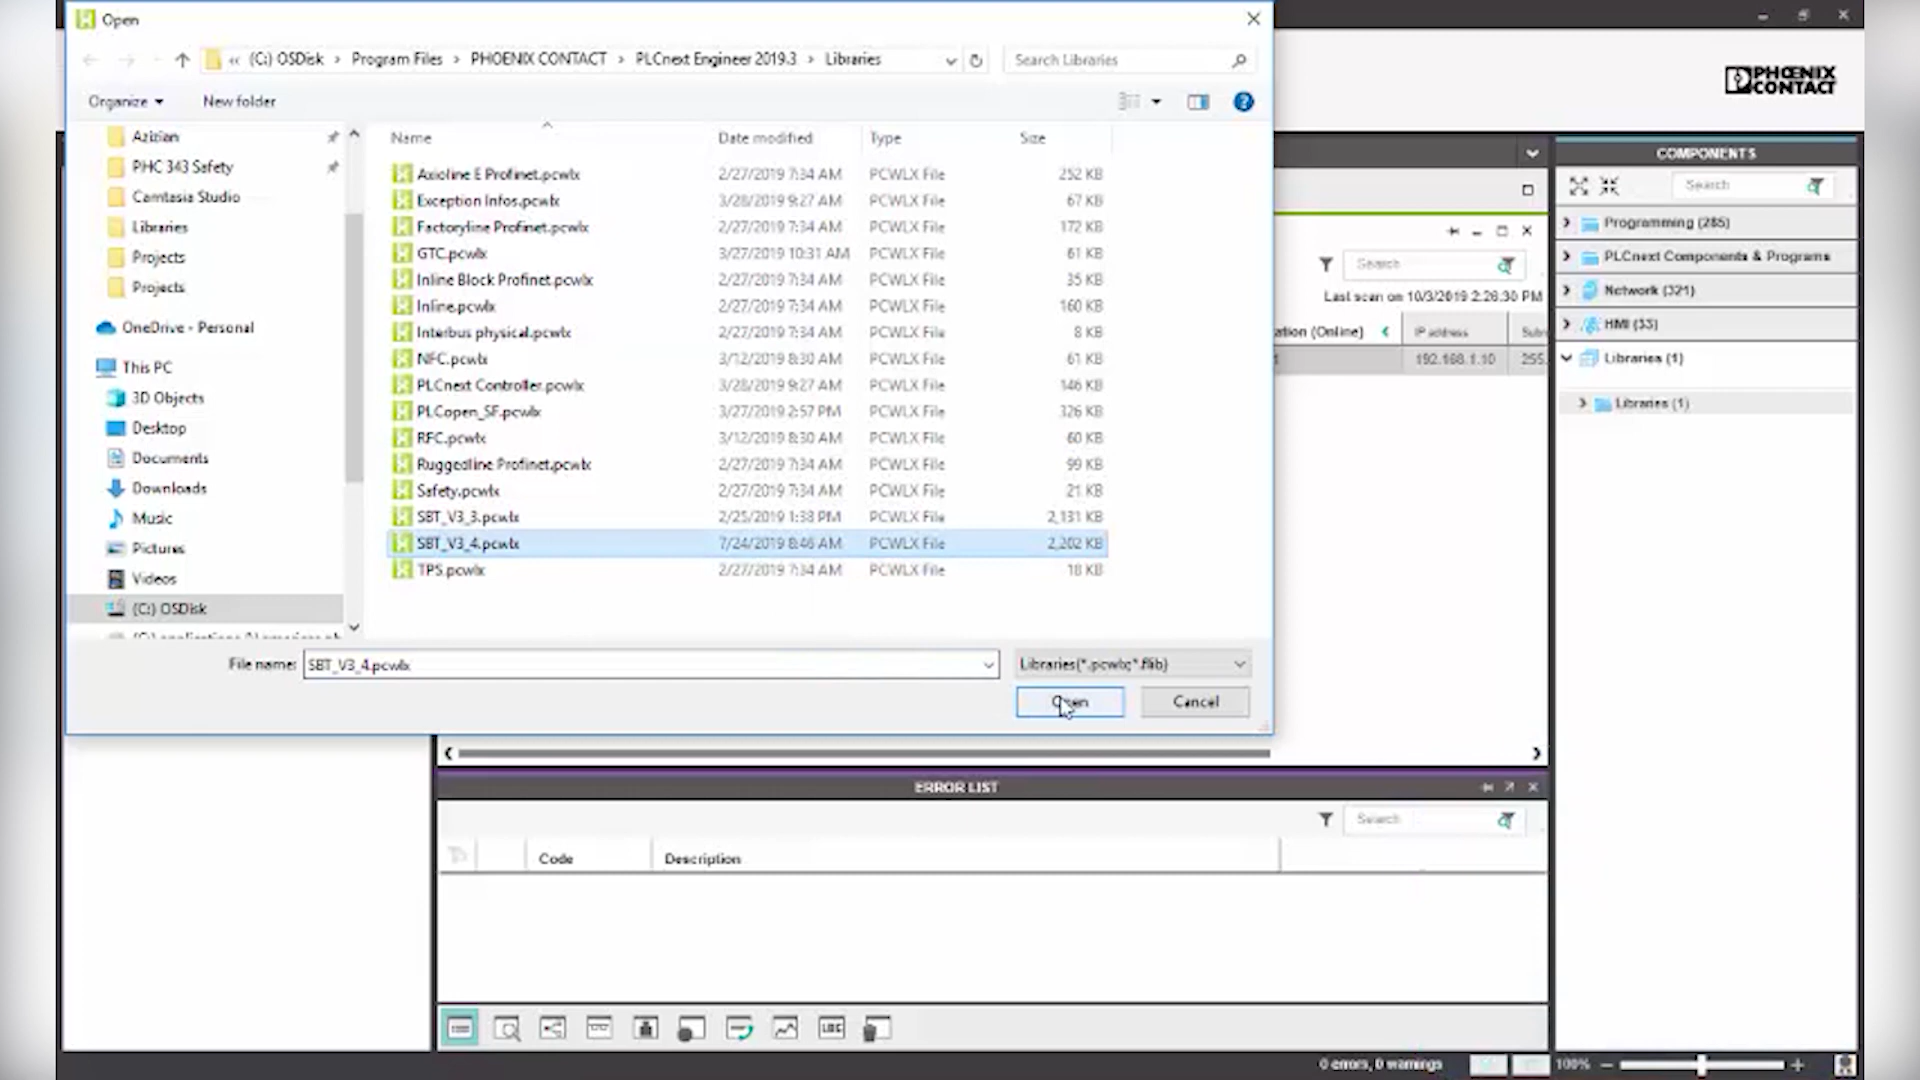 Open
« (C:) OSDisk > Program Files > PHOENIX CONTACT > PLCnext Engineer 2019.3 > Libraries
Search Libraries
Organize
New folder
Azizian
PHC 343 Safety
Camtasia Studio
Libraries
Projects
Projects
OneDrive - Personal
This PC
3D Objects
Desktop
Documents
Downloads
Music
Pictures
Videos
(C:) OSDisk
Name Date modified Type Size
Axioline E Profinet.pcwlx 2/27/2019 7:34 AM PCWLX File 252 KB
Exception Infos.pcwlx 3/28/2019 9:27 AM PCWLX File 67 KB
Factoryline Profinet.pcwlx 2/27/2019 7:34 AM PCWLX File 172 KB
GTC.pcwlx 3/27/2019 10:31 AM PCWLX File 61 KB
Inline Block Profinet.pcwlx 2/27/2019 7:34 AM PCWLX File 35 KB
Inline.pcwlx 2/27/2019 7:34 AM PCWLX File 160 KB
Interbus physical.pcwlx 2/27/2019 7:34 AM PCWLX File 8 KB
NFC.pcwlx 3/12/2019 8:30 AM PCWLX File 61 KB
PLCnext Controller.pcwlx 3/28/2019 9:27 AM PCWLX File 146 KB
PLCopen_SF.pcwlx 3/27/2019 2:57 PM PCWLX File 326 KB
RFC.pcwlx 3/12/2019 8:30 AM PCWLX File 60 KB
Ruggedline Profinet.pcwlx 2/27/2019 7:34 AM PCWLX File 99 KB
Safety.pcwlx 2/27/2019 7:34 AM PCWLX File 21 KB
SBT_V3_3.pcwlx 2/25/2019 1:38 PM PCWLX File 2,131 KB
SBT_V3_4.pcwlx 7/24/2019 8:46 AM PCWLX File 2,202 KB
TPS.pcwlx 2/27/2019 7:34 AM PCWLX File 18 KB
File name: SBT_V3_4.pcwlx
Libraries(*.pcwlx;*.flib)
Open
Cancel
PHOENIX CONTACT
Search
Last scan on 10/3/2019 2:26:30 PM
ation (Online) IP address Subn
192.168.1.10 255.
COMPONENTS
Search
Programming (285)
PLCnext Components & Programs
Network (321)
HMI (33)
Libraries (1)
Libraries (1)
ERROR LIST
Search
Code Description
0 errors, 0 warnings
100%